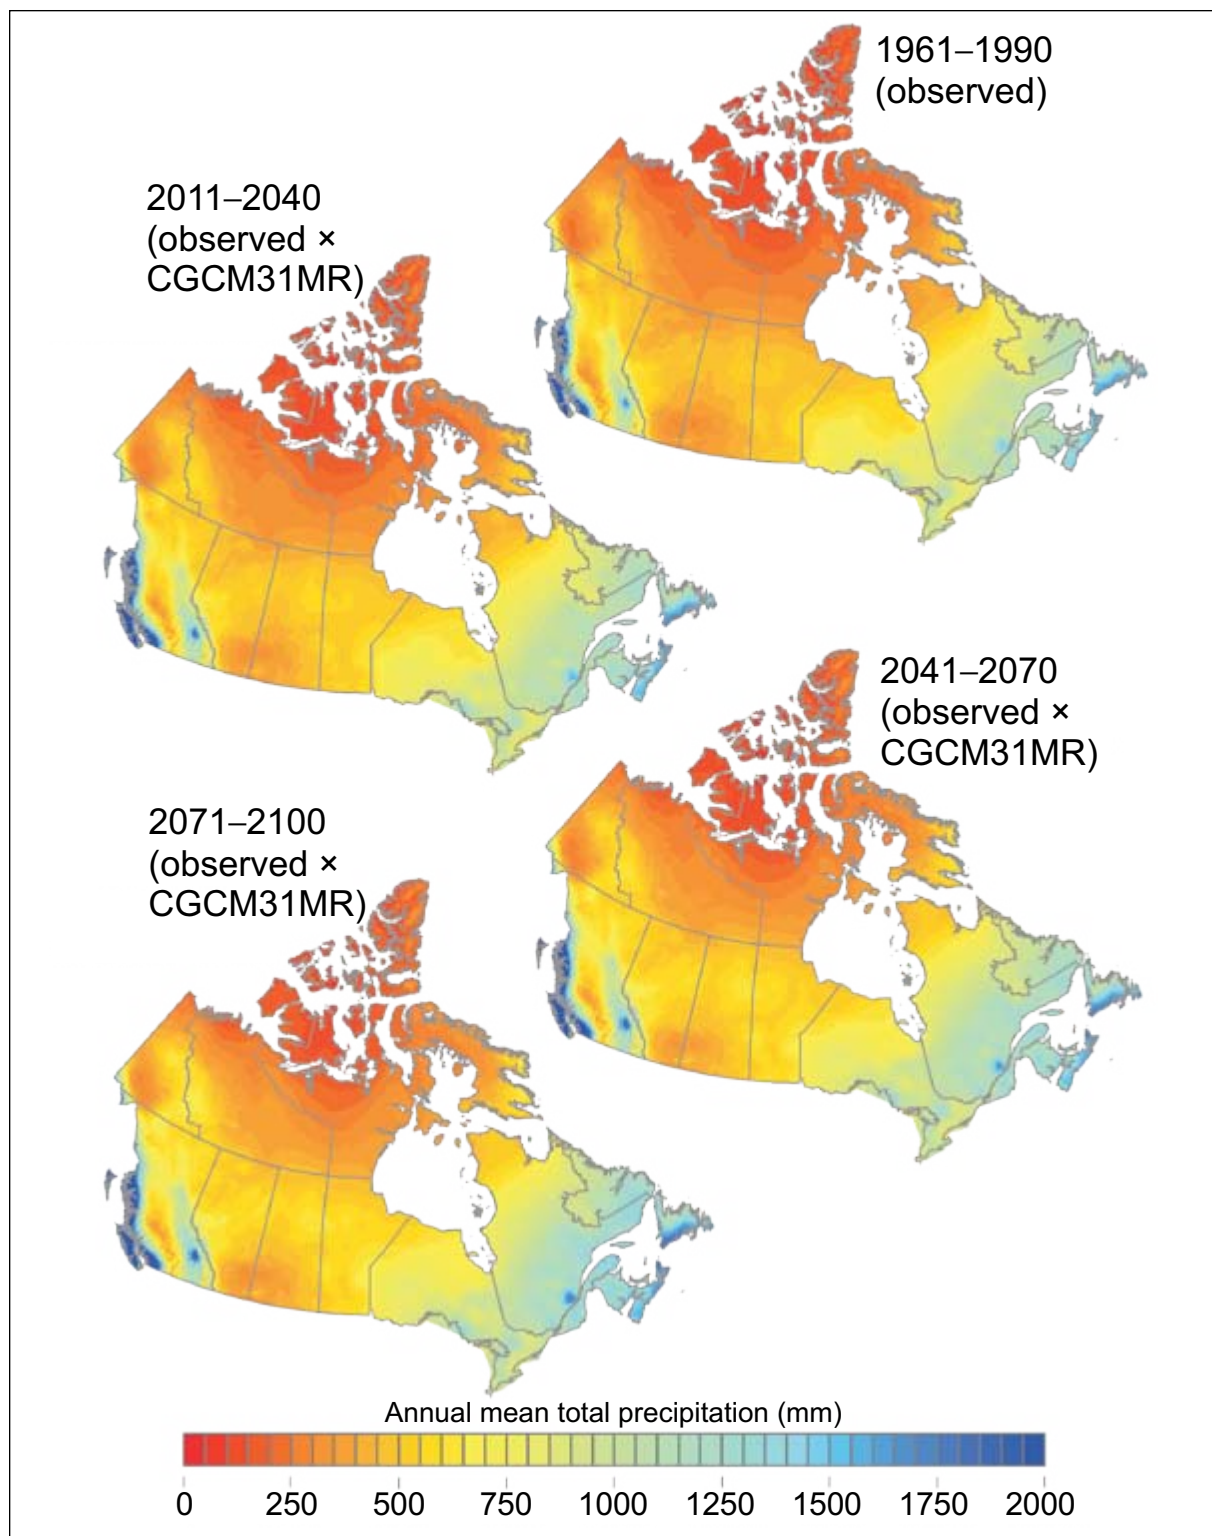 1961–1990
(observed)
2011–2040
(observed ×
CGCM31MR)
2041–2070
(observed ×
CGCM31MR)
2071–2100
(observed ×
CGCM31MR)
Annual mean total precipitation (mm)
0 250 500 750 1000 1250 1500 1750 2000